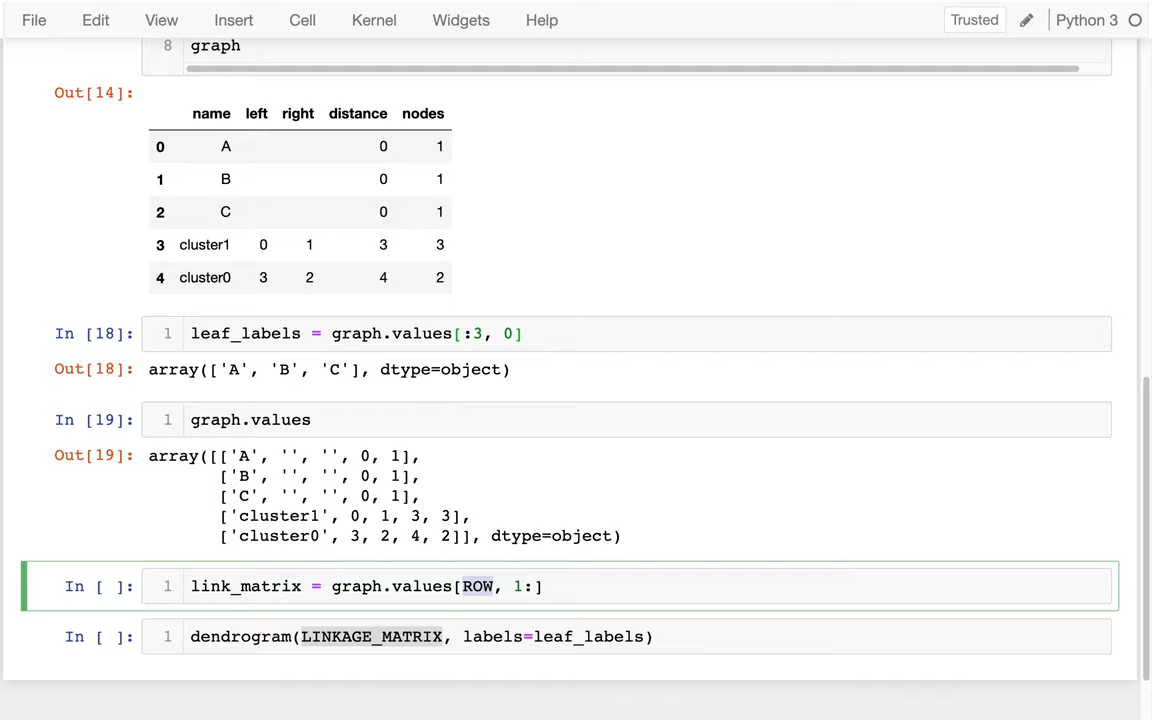 File Edit View Insert Cell Kernel Widgets Help Trusted Python 3
8 graph
Out[14]:
name left right distance nodes
0 A 0 1
1 B 0 1
2 C 0 1
3 cluster1 0 1 3 3
4 cluster0 3 2 4 2
In [18]: 1 leaf_labels = graph.values[:3, 0]
Out[18]: array(['A', 'B', 'C'], dtype=object)
In [19]: 1 graph.values
Out[19]: array([['A', '', '', 0, 1],
['B', '', '', 0, 1],
['C', '', '', 0, 1],
['cluster1', 0, 1, 3, 3],
['cluster0', 3, 2, 4, 2]], dtype=object)
In [ ]: 1 link_matrix = graph.values[ROW, 1:]
In [ ]: 1 dendrogram(LINKAGE_MATRIX, labels=leaf_labels)